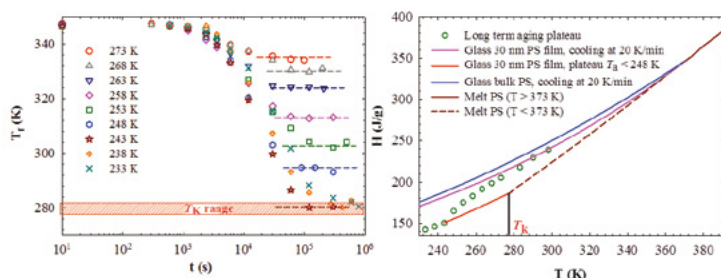 350
340
330
320
310
300
290
280
T_f (K)
273 K
268 K
263 K
258 K
253 K
248 K
243 K
238 K
233 K
T_K range
10^1 10^2 10^3 10^4 10^5 10^6
t (s)
400
350
300
250
200
150
H (J/g)
Long term aging plateau
Glass 30 nm PS film, cooling at 20 K/min
Glass 30 nm PS film, plateau T_a < 248 K
Glass bulk PS, cooling at 20 K/min
Melt PS (T > 373 K)
Melt PS (T < 373 K)
T_k
240 260 280 300 320 340 360 380
T (K)